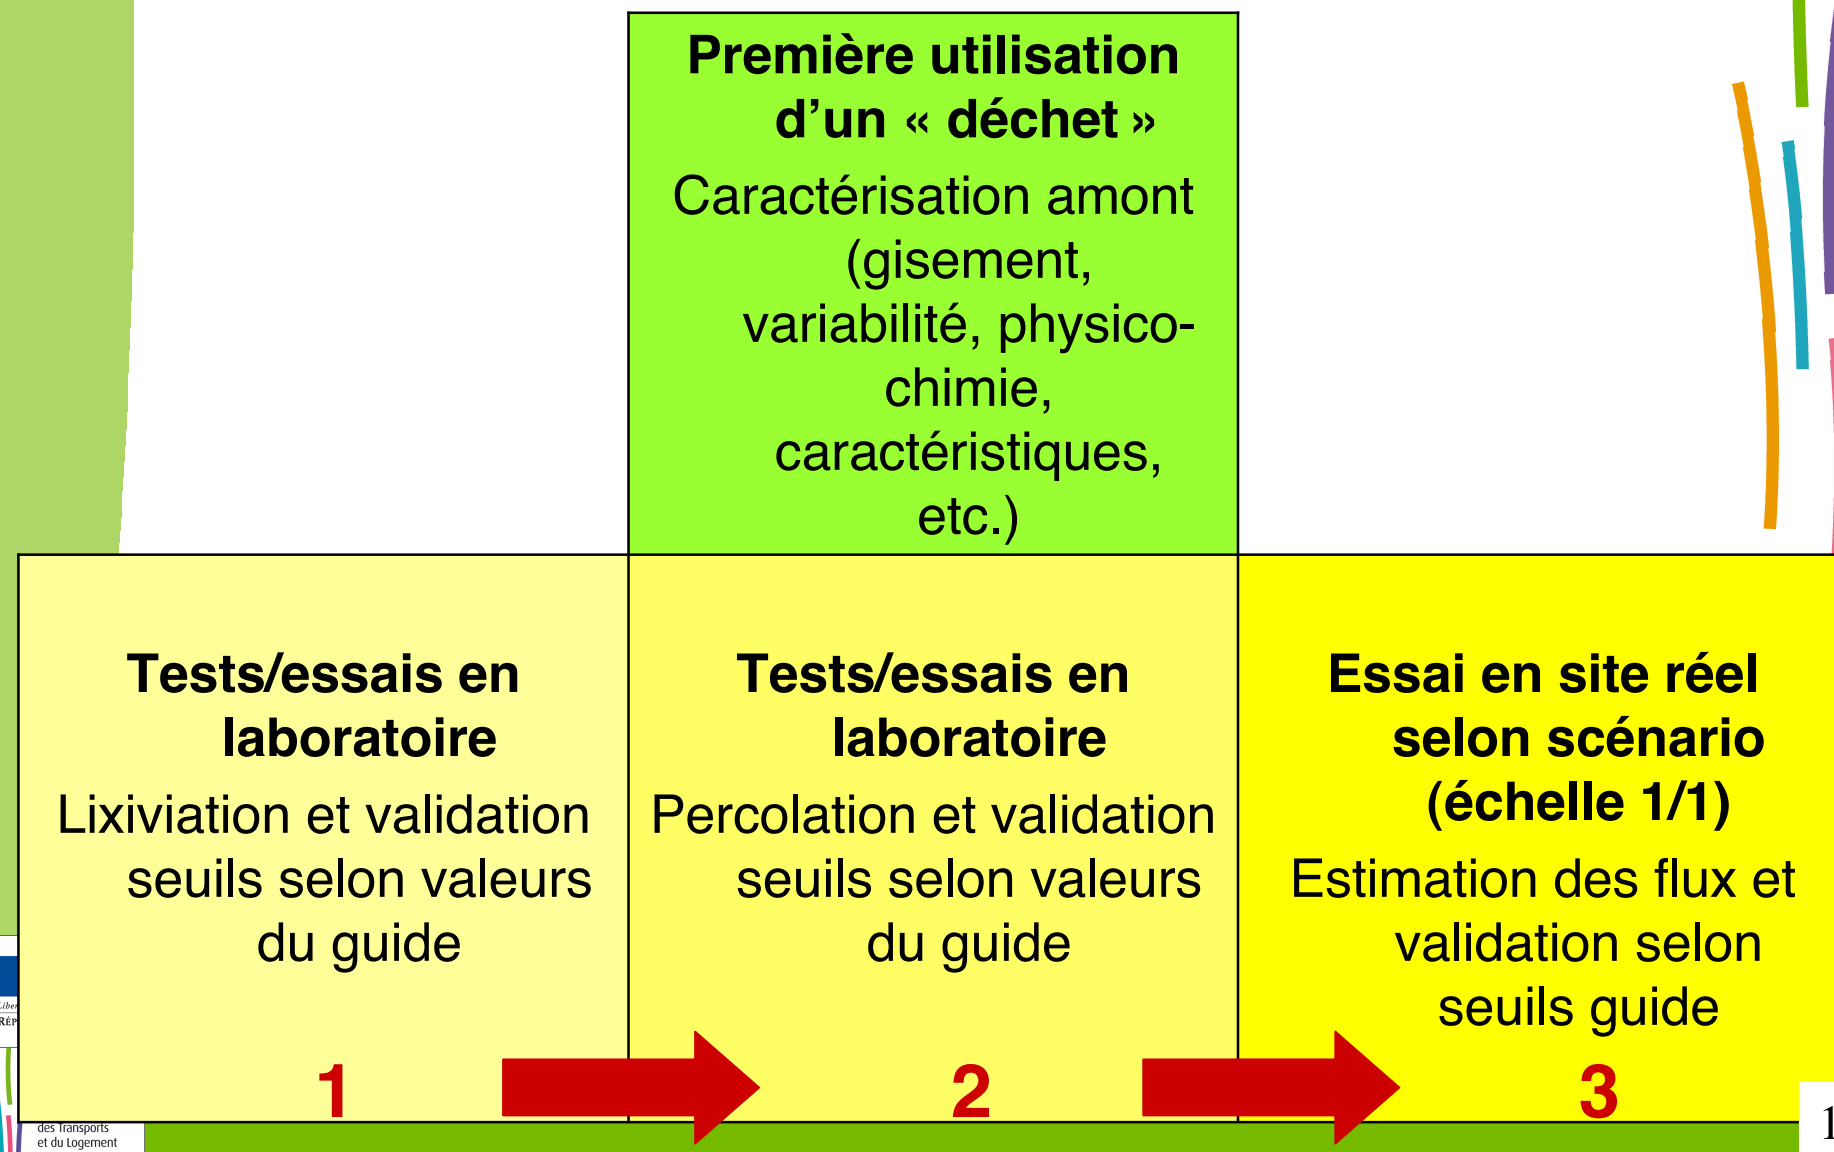 Première utilisation
d’un « déchet »
Caractérisation amont
(gisement,
variabilité, physico-
chimie,
caractéristiques,
etc.)
Tests/essais en
laboratoire
Lixiviation et validation
seuils selon valeurs
du guide
1
Tests/essais en
laboratoire
Percolation et validation
seuils selon valeurs
du guide
2
Essai en site réel
selon scénario
(échelle 1/1)
Estimation des flux et
validation selon
seuils guide
3
des Transports
et du Logement